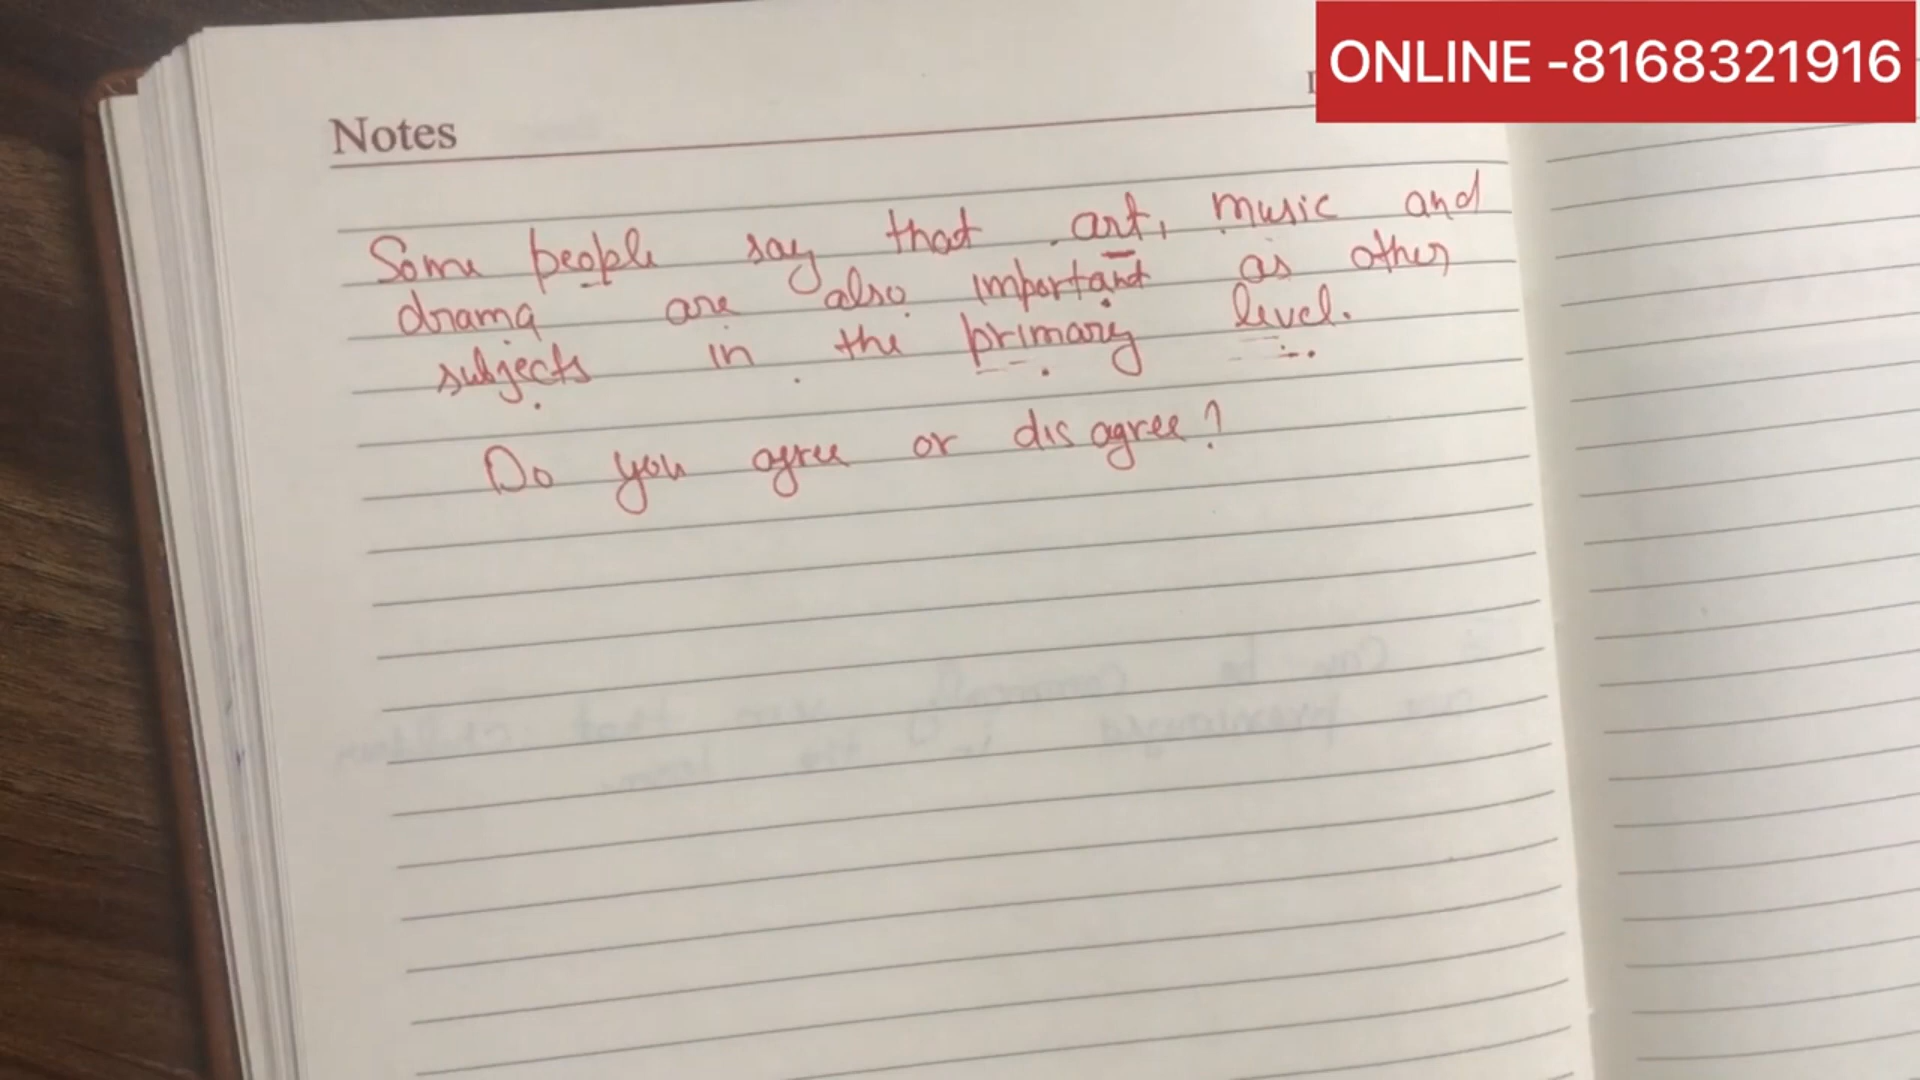 ONLINE -8168321916
Notes
Some people say that art, music and
drama are also important as other
subjects in the primary level.
Do you agree or disagree?